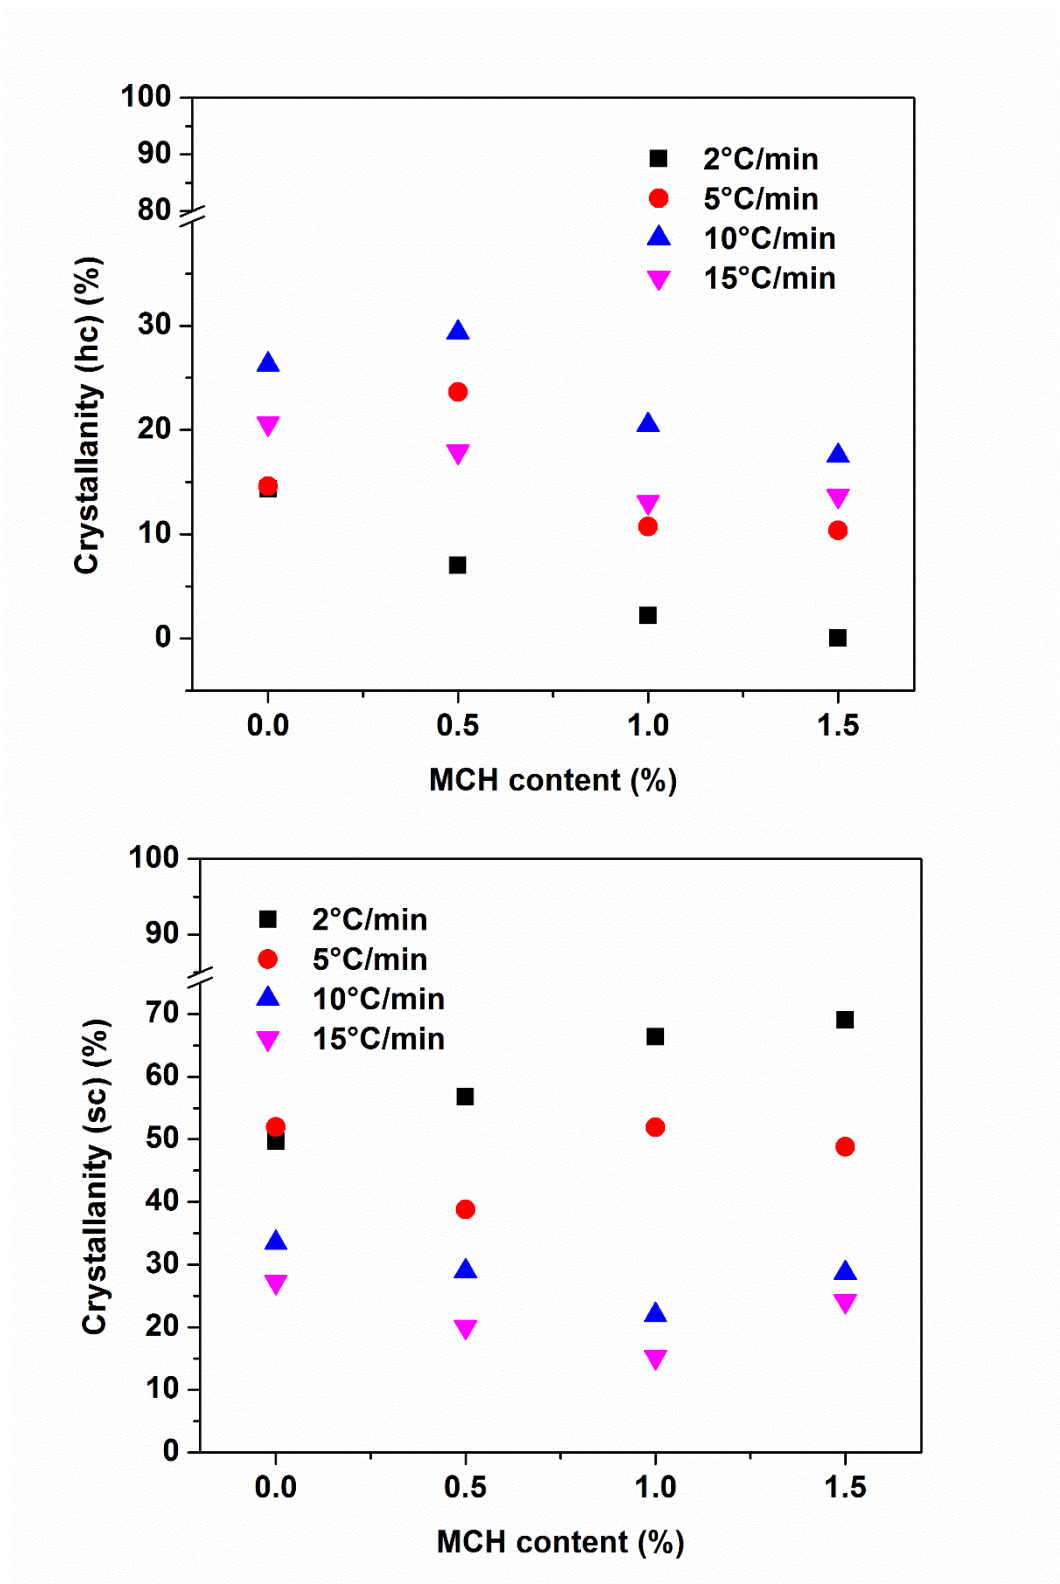 100
90
80
30
20
10
0
Crystallanity (hc) (%)
2°C/min
5°C/min
10°C/min
15°C/min
0.0 0.5 1.0 1.5
MCH content (%)
100
90
70
60
50
40
30
20
10
0
Crystallanity (sc) (%)
2°C/min
5°C/min
10°C/min
15°C/min
0.0 0.5 1.0 1.5
MCH content (%)